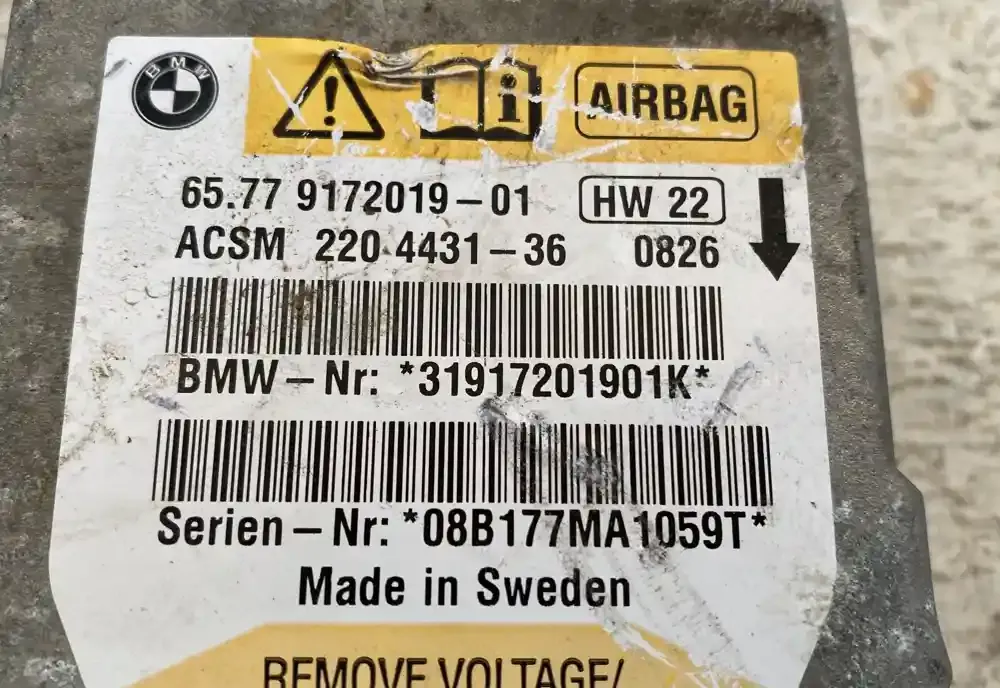 BMW
AIRBAG
65.77 9172019-01 HW 22
ACSM 220 4431-36 0826
BMW-Nr: *31917201901K*
Serien-Nr: *08B177MA1059T*
Made in Sweden
REMOVE VOLTAGE/